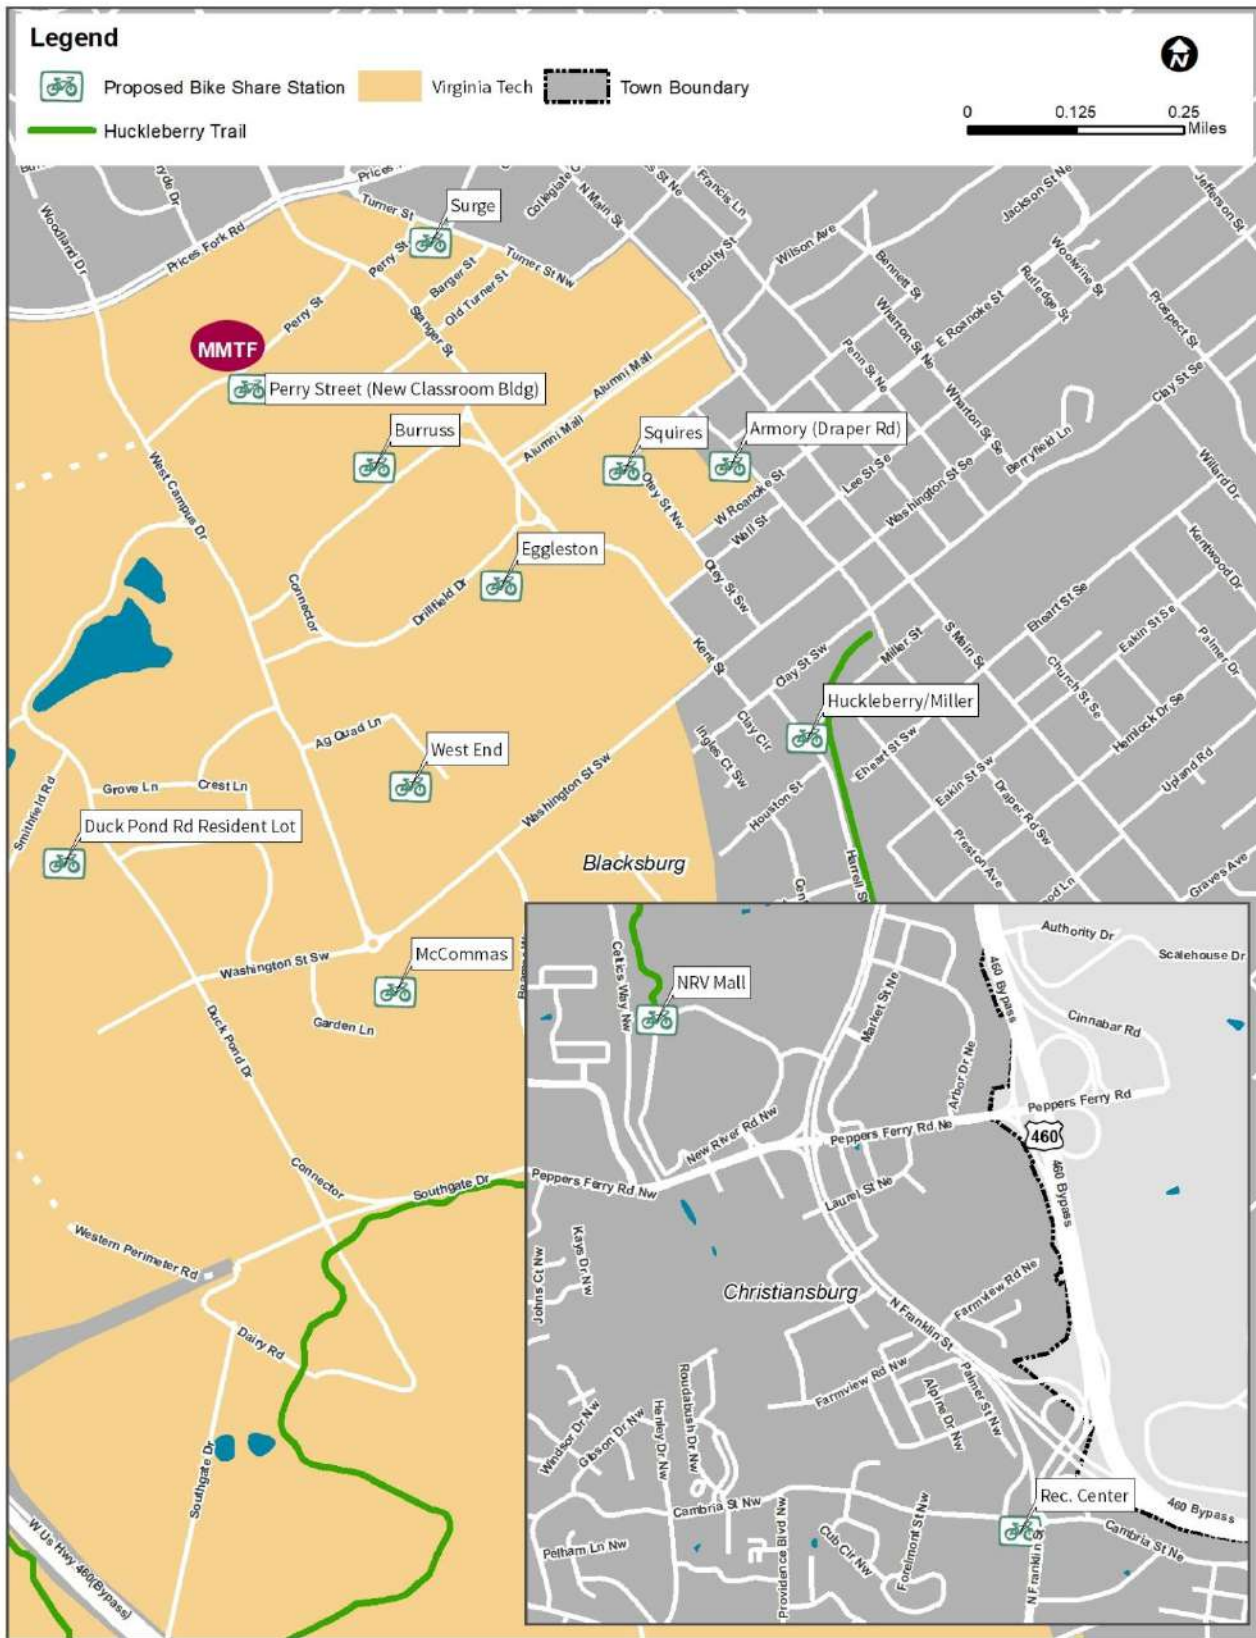 Legend
Proposed Bike Share Station
Virginia Tech
Town Boundary
Huckleberry Trail
N
0 0.125 0.25
Miles
Woodland Dr
Prices Fork Rd
Turner St
Surge
Collegiate
N Main St
Francis Ln
Jackson St Ne
Jefferson St
Perry St
Barger St
Turner St Nw
Faculty St
Wilson Ave
Bennett St
Woolwine St
Rutledge St
Old Turner St
Perry St
Stanger St
Wharton St Ne
E Roanoke St
Prospect St
MMTF
Alumni Mall
Penn St Ne
Clay St Se
Perry Street (New Classroom Bldg)
Wharton St Se
Burruss
Alumni Mall
Squires
Armory (Draper Rd)
Berryfield Ln
Willard Dr
West Campus Dr
Otey St Nw
W Roanoke St
Lee St Se
Washington St Se
Wall St
Kentwood Dr
Eggleston
Connector
Drillfield Dr
Otey St Sw
Eheart St Se
Eakin St Se
Palmer Dr
Kent St
Clay St Sw
Miller St
S Main St
Church St Se
Hemlock Dr Se
Huckleberry/Miller
Ag Quad Ln
West End
Clay Cir
Ingles Ct Sw
Eheart St Sw
Eakin St Sw
Upland Rd
Smithfield Rd
Grove Ln
Crest Ln
Washington St Sw
Houston St
Draper Rd Sw
Duck Pond Rd Resident Lot
Blacksburg
Harrell St
Preston Ave
Graves Ave
McCommas
Washington St Sw
Garden Ln
Duck Pond Dr
Celtics Way Nw
NRV Mall
Market St Ne
460 Bypass
Authority Dr
Scalehouse Dr
Cinnabar Rd
Arbor Dr Ne
Peppers Ferry Rd
New River Rd Nw
Peppers Ferry Rd Ne
460
Connector
Southgate Dr
Peppers Ferry Rd Nw
Laurel St Ne
460 Bypass
Western Perimeter Rd
Johns Ct Nw
Kays Dr Nw
Christiansburg
N Franklin St
Farmview Rd Ne
Dairy Rd
Farmview Rd Nw
Palmer St Nw
Alpine Dr Nw
Roudabush Dr Nw
Henley Dr Nw
Windsor Dr Nw
Gibson Dr Nw
Southgate Dr
Rec. Center
460 Bypass
Cambria St Nw
Cambria St Ne
Pelham Ln Nw
Providence Blvd Nw
Cub Cir Nw
N Franklin St
W Us Hwy 460(Bypass)